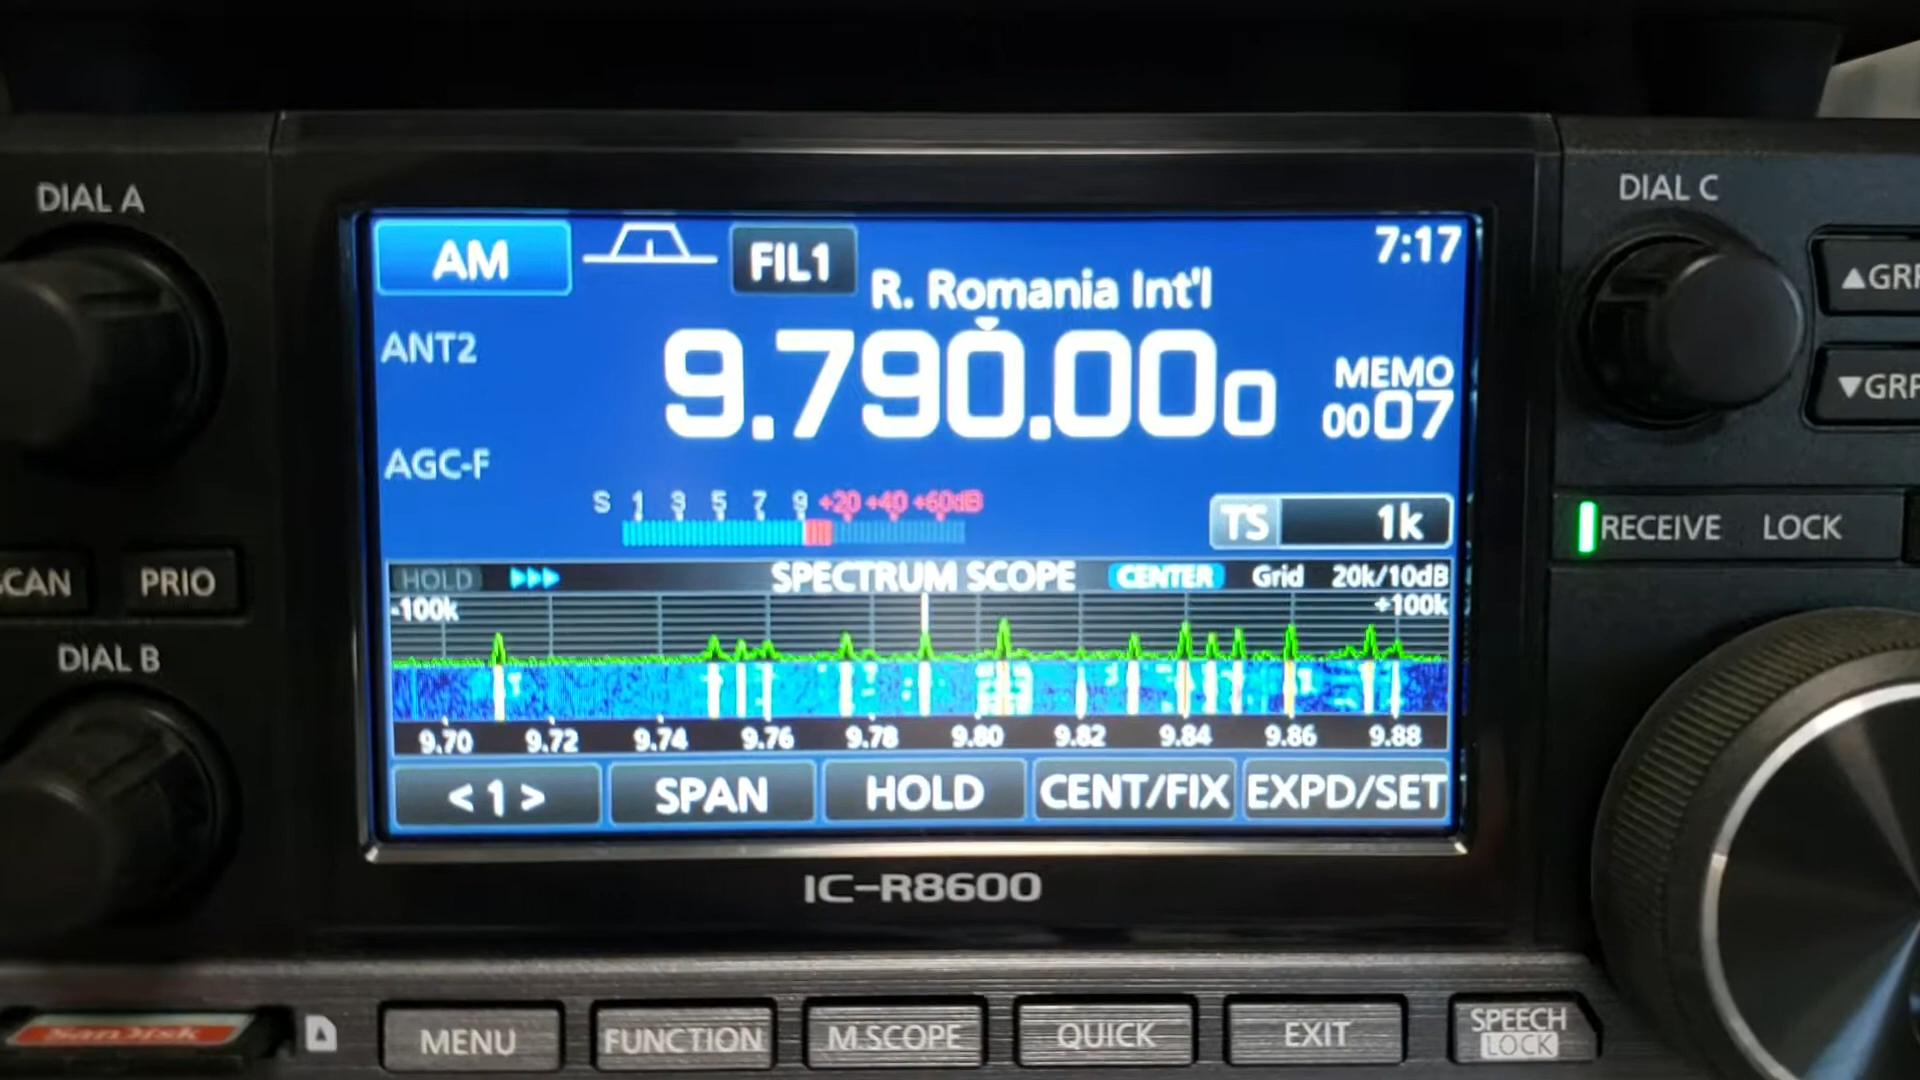 DIAL A
DIAL C
AM
FIL1
R. Romania Int'l
7:17
▲GRP
ANT2
9.790.000
MEMO
0007
▼GRP
AGC-F
S 1 3 5 7 9 +20 +40 +60dB
TS 1k
RECEIVE LOCK
SCAN PRIO
HOLD
SPECTRUM SCOPE
CENTER
Grid 20k/10dB
-100k
+100k
DIAL B
9.70 9.72 9.74 9.76 9.78 9.80 9.82 9.84 9.86 9.88
< 1 > SPAN HOLD CENT/FIX EXPD/SET
IC-R8600
SanDisk
MENU FUNCTION M.SCOPE QUICK EXIT
SPEECH
LOCK